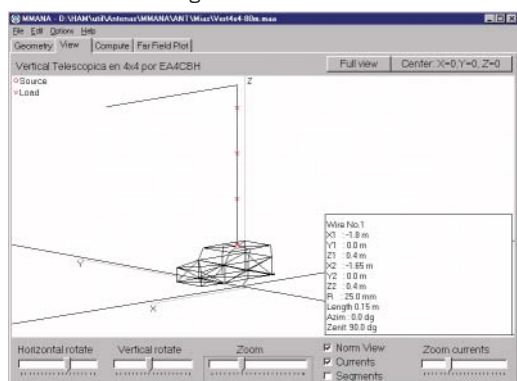 MMANA - D:\HAM\util\Antenas\MMANA\ANT\Mias\Vert4x4-80m.maa
File Edit Options Help
Geometry View Compute Far Field Plot
Vertical Telescopica en 4x4 por EA4CBH
Full view
Center: X=0,Y=0, Z=0
Source
Load
Z
Y
X
Wire No.1
X1 :-1.8 m
Y1 :0.0 m
Z1 :0.4 m
X2 :-1.65 m
Y2 :0.0 m
Z2 :0.4 m
R :25.0 mm
Length 0.15 m
Azim :0.0 dg
Zenit 90.0 dg
Horizontal rotate
Vertical rotate
Zoom
Norm View
Currents
Segments
Zoom currents